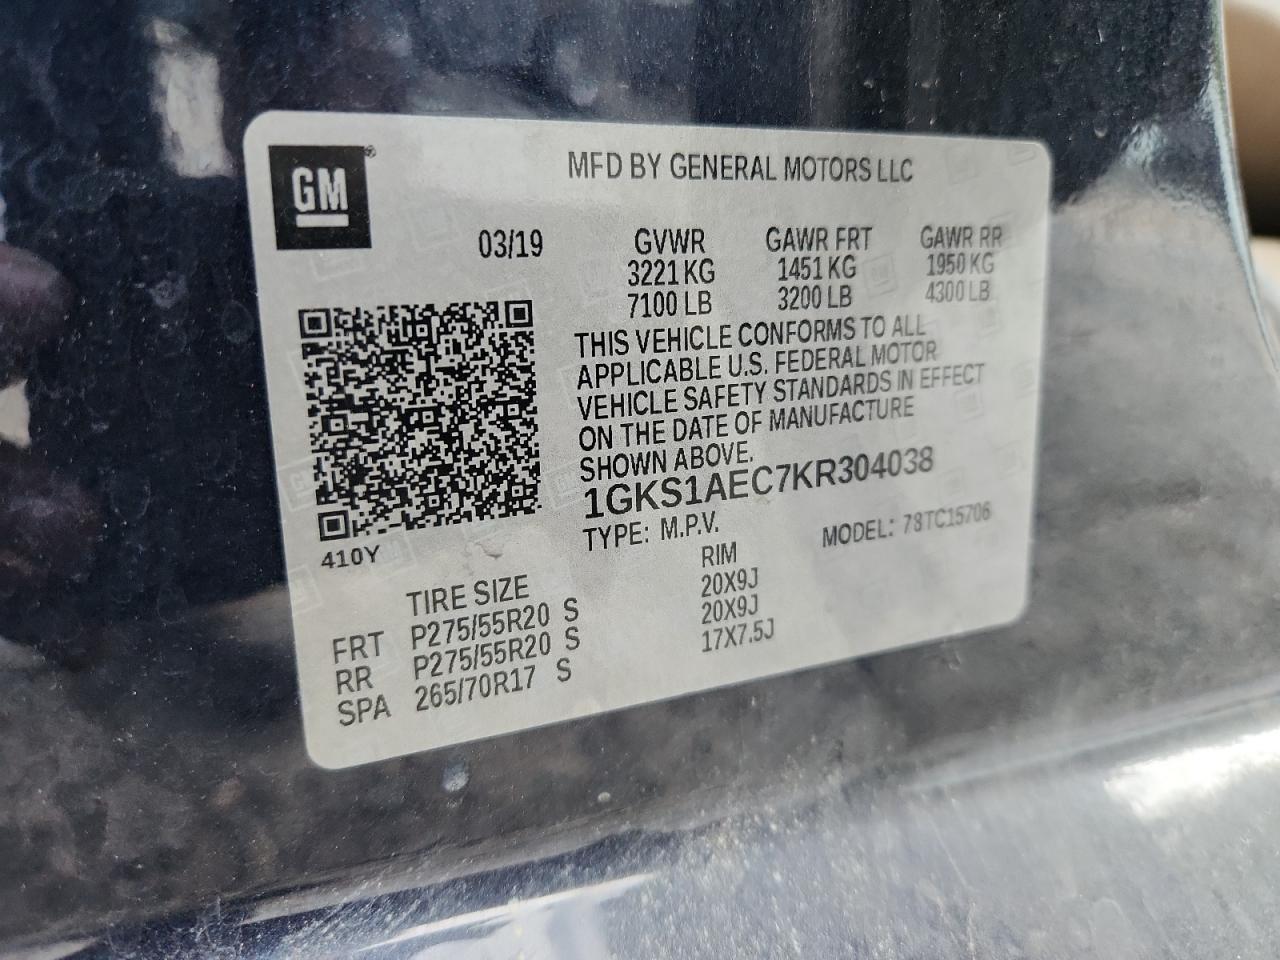 GM®
MFD BY GENERAL MOTORS LLC
03/19 GVWR GAWR FRT GAWR RR
3221 KG 1451 KG 1950 KG
7100 LB 3200 LB 4300 LB
THIS VEHICLE CONFORMS TO ALL
APPLICABLE U.S. FEDERAL MOTOR
VEHICLE SAFETY STANDARDS IN EFFECT
ON THE DATE OF MANUFACTURE
SHOWN ABOVE.
1GKS1AEC7KR304038
TYPE: M.P.V. MODEL: 78TC15706
410Y
TIRE SIZE RIM
FRT P275/55R20 S 20X9J
RR P275/55R20 S 20X9J
SPA 265/70R17 S 17X7.5J